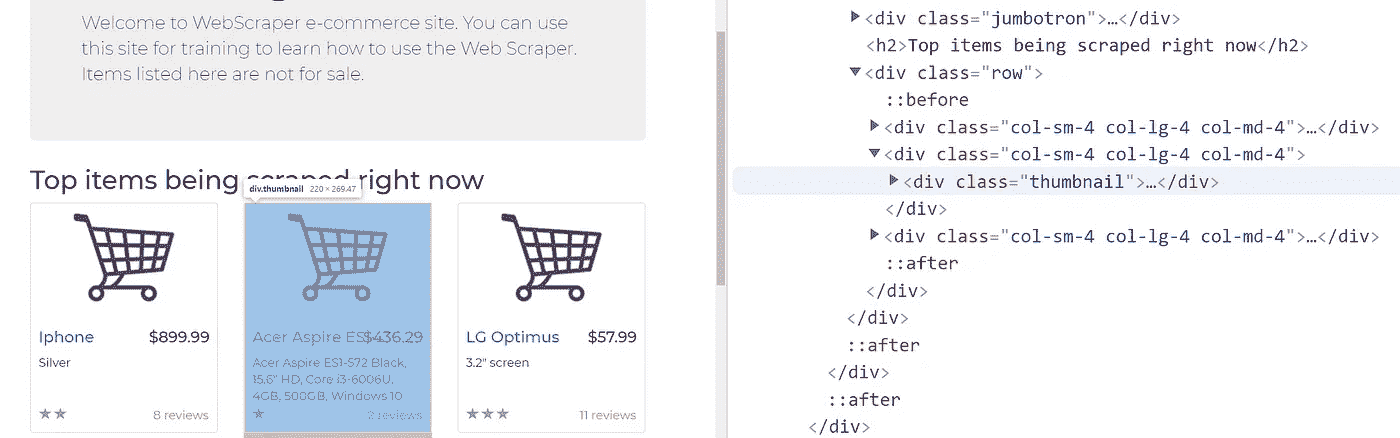 Welcome to WebScraper e-commerce site. You can use
this site for training to learn how to use the Web Scraper.
Items listed here are not for sale.
Top items being scraped right now
div.thumbnail 220 × 269.47
Iphone $899.99
Silver
8 reviews
Acer Aspire ES1 $436.29
Acer Aspire ES1-572 Black,
15.6" HD, Core i3-6006U,
4GB, 500GB, Windows 10
2 reviews
LG Optimus $57.99
3.2" screen
11 reviews
<div class="jumbotron">…</div>
<h2>Top items being scraped right now</h2>
<div class="row">
::before
<div class="col-sm-4 col-lg-4 col-md-4">…</div>
<div class="col-sm-4 col-lg-4 col-md-4">
<div class="thumbnail">…</div>
</div>
<div class="col-sm-4 col-lg-4 col-md-4">…</div>
::after
</div>
</div>
::after
</div>
::after
</div>